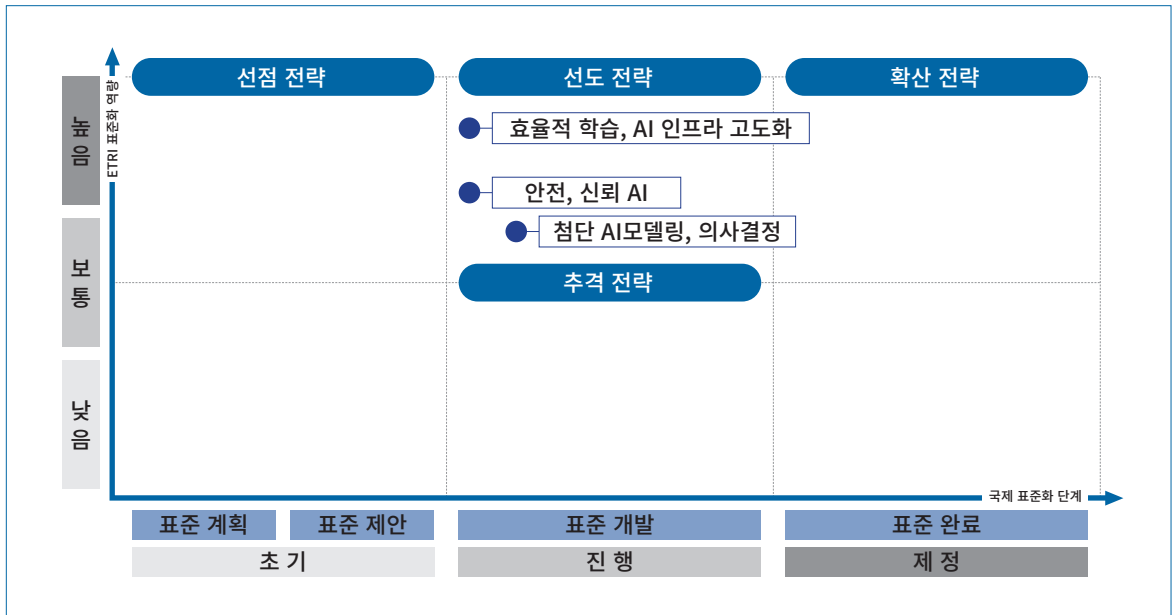 선점 전략
선도 전략
확산 전략
ETRI 표준화 역량
높음
효율적 학습, AI 인프라 고도화
안전, 신뢰 AI
첨단 AI모델링, 의사결정
보통
추격 전략
낮음
국제 표준화 단계
표준 계획
표준 제안
표준 개발
표준 완료
초 기
진 행
제 정